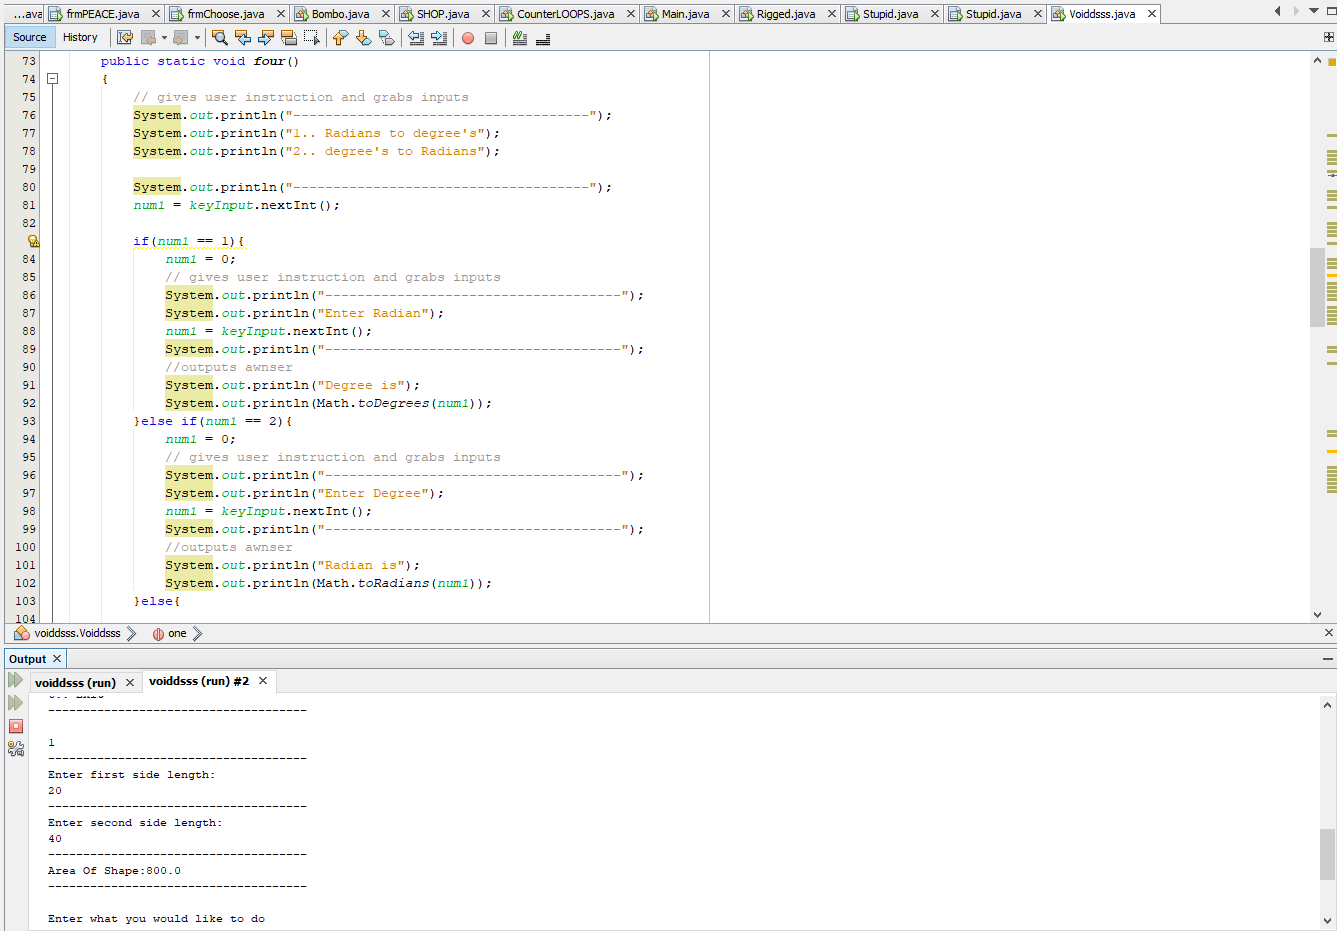 ...ava frmPEACE.java frmChoose.java Bombo.java SHOP.java CounterLOOPS.java Main.java Rigged.java Stupid.java Stupid.java Voiddsss.java
Source History
73 public static void four()
74 {
75 // gives user instruction and grabs inputs
76 System.out.println("-------------------------------------");
77 System.out.println("1.. Radians to degree's");
78 System.out.println("2.. degree's to Radians");
79
80 System.out.println("-------------------------------------");
81 num1 = keyInput.nextInt();
82
if(num1 == 1){
84 num1 = 0;
85 // gives user instruction and grabs inputs
86 System.out.println("-------------------------------------");
87 System.out.println("Enter Radian");
88 num1 = keyInput.nextInt();
89 System.out.println("-------------------------------------");
90 //outputs awnser
91 System.out.println("Degree is");
92 System.out.println(Math.toDegrees(num1));
93 }else if(num1 == 2){
94 num1 = 0;
95 // gives user instruction and grabs inputs
96 System.out.println("-------------------------------------");
97 System.out.println("Enter Degree");
98 num1 = keyInput.nextInt();
99 System.out.println("-------------------------------------");
100 //outputs awnser
101 System.out.println("Radian is");
102 System.out.println(Math.toRadians(num1));
103 }else{
104
voiddsss.Voiddsss one
Output
voiddsss (run) voiddsss (run) #2
-------------------------------------
1
-------------------------------------
Enter first side length:
20
-------------------------------------
Enter second side length:
40
-------------------------------------
Area Of Shape:800.0
-------------------------------------
Enter what you would like to do